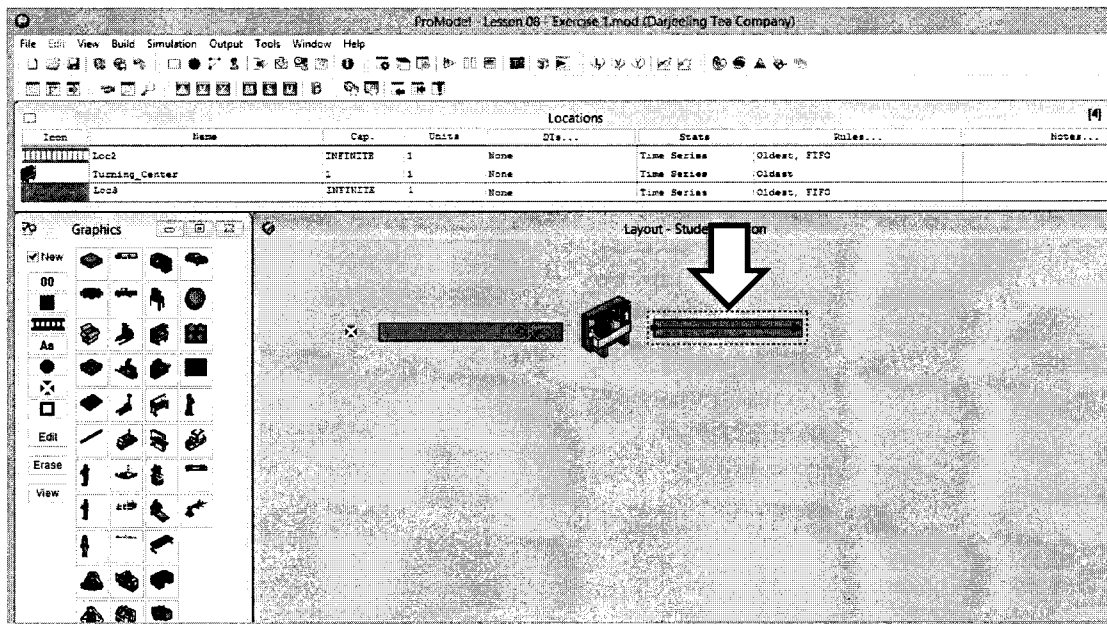 ProModel - Lesson 08 - Exercise 1.mod (Darjeeling Tea Company)
File Edit View Build Simulation Output Tools Window Help
Locations [4]
Icon Name Cap. Units DTs... Stats Rules... Notes...
Loc2 INFINITE 1 None Time Series Oldest, FIFO
Turning_Center 1 1 None Time Series Oldest
Loc3 INFINITE 1 None Time Series Oldest, FIFO
Graphics
New
00
Aa
Edit
Erase
View
Layout - Stude on